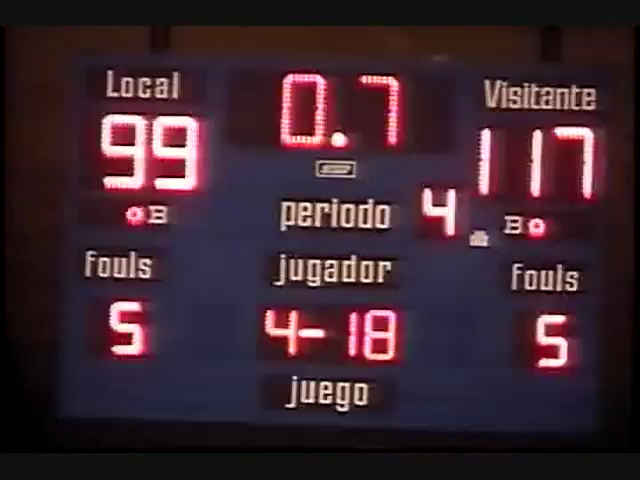 Local 0.7 Visitante
99 117
B periodo 4 B
fouls jugador fouls
5 4-18 5
juego